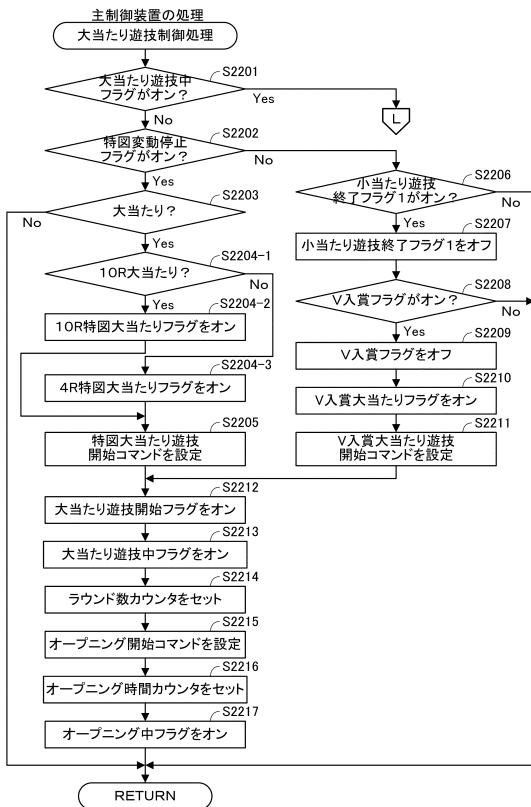 主制御装置の処理
大当たり遊技制御処理
S2201
大当たり遊技中
フラグがオン?
Yes
L
No
S2202
特図変動停止
フラグがオン?
No
Yes
S2203
大当たり?
No
Yes
S2204-1
10R大当たり?
No
Yes
S2204-2
10R特図大当たりフラグをオン
S2204-3
4R特図大当たりフラグをオン
S2205
特図大当たり遊技
開始コマンドを設定
S2206
小当たり遊技
終了フラグ1がオン?
No
Yes
S2207
小当たり遊技終了フラグ1をオフ
S2208
V入賞フラグがオン?
No
Yes
S2209
V入賞フラグをオフ
S2210
V入賞大当たりフラグをオン
S2211
V入賞大当たり遊技
開始コマンドを設定
S2212
大当たり遊技開始フラグをオン
S2213
大当たり遊技中フラグをオン
S2214
ラウンド数カウンタをセット
S2215
オープニング開始コマンドを設定
S2216
オープニング時間カウンタをセット
S2217
オープニング中フラグをオン
RETURN